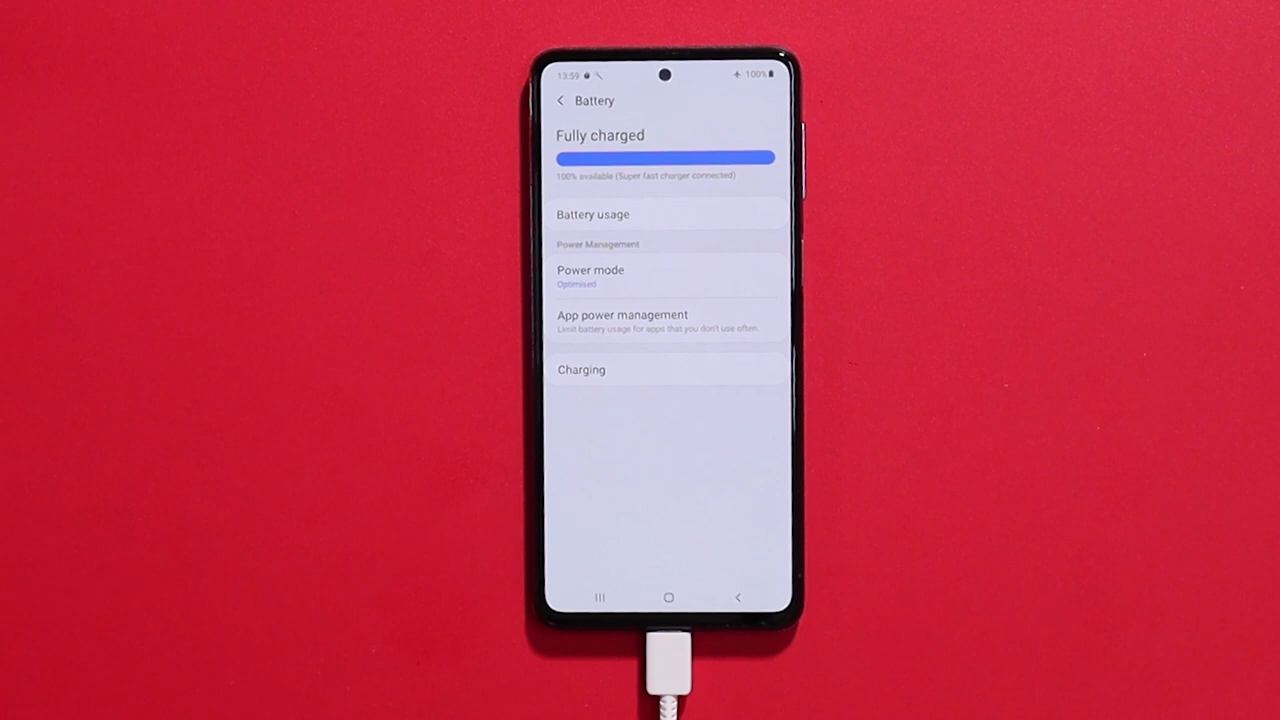 13:59
100%
Battery
Fully charged
100% available (Super fast charger connected)
Battery usage
Power Management
Power mode
Optimised
App power management
Limit battery usage for apps that you don't use often.
Charging